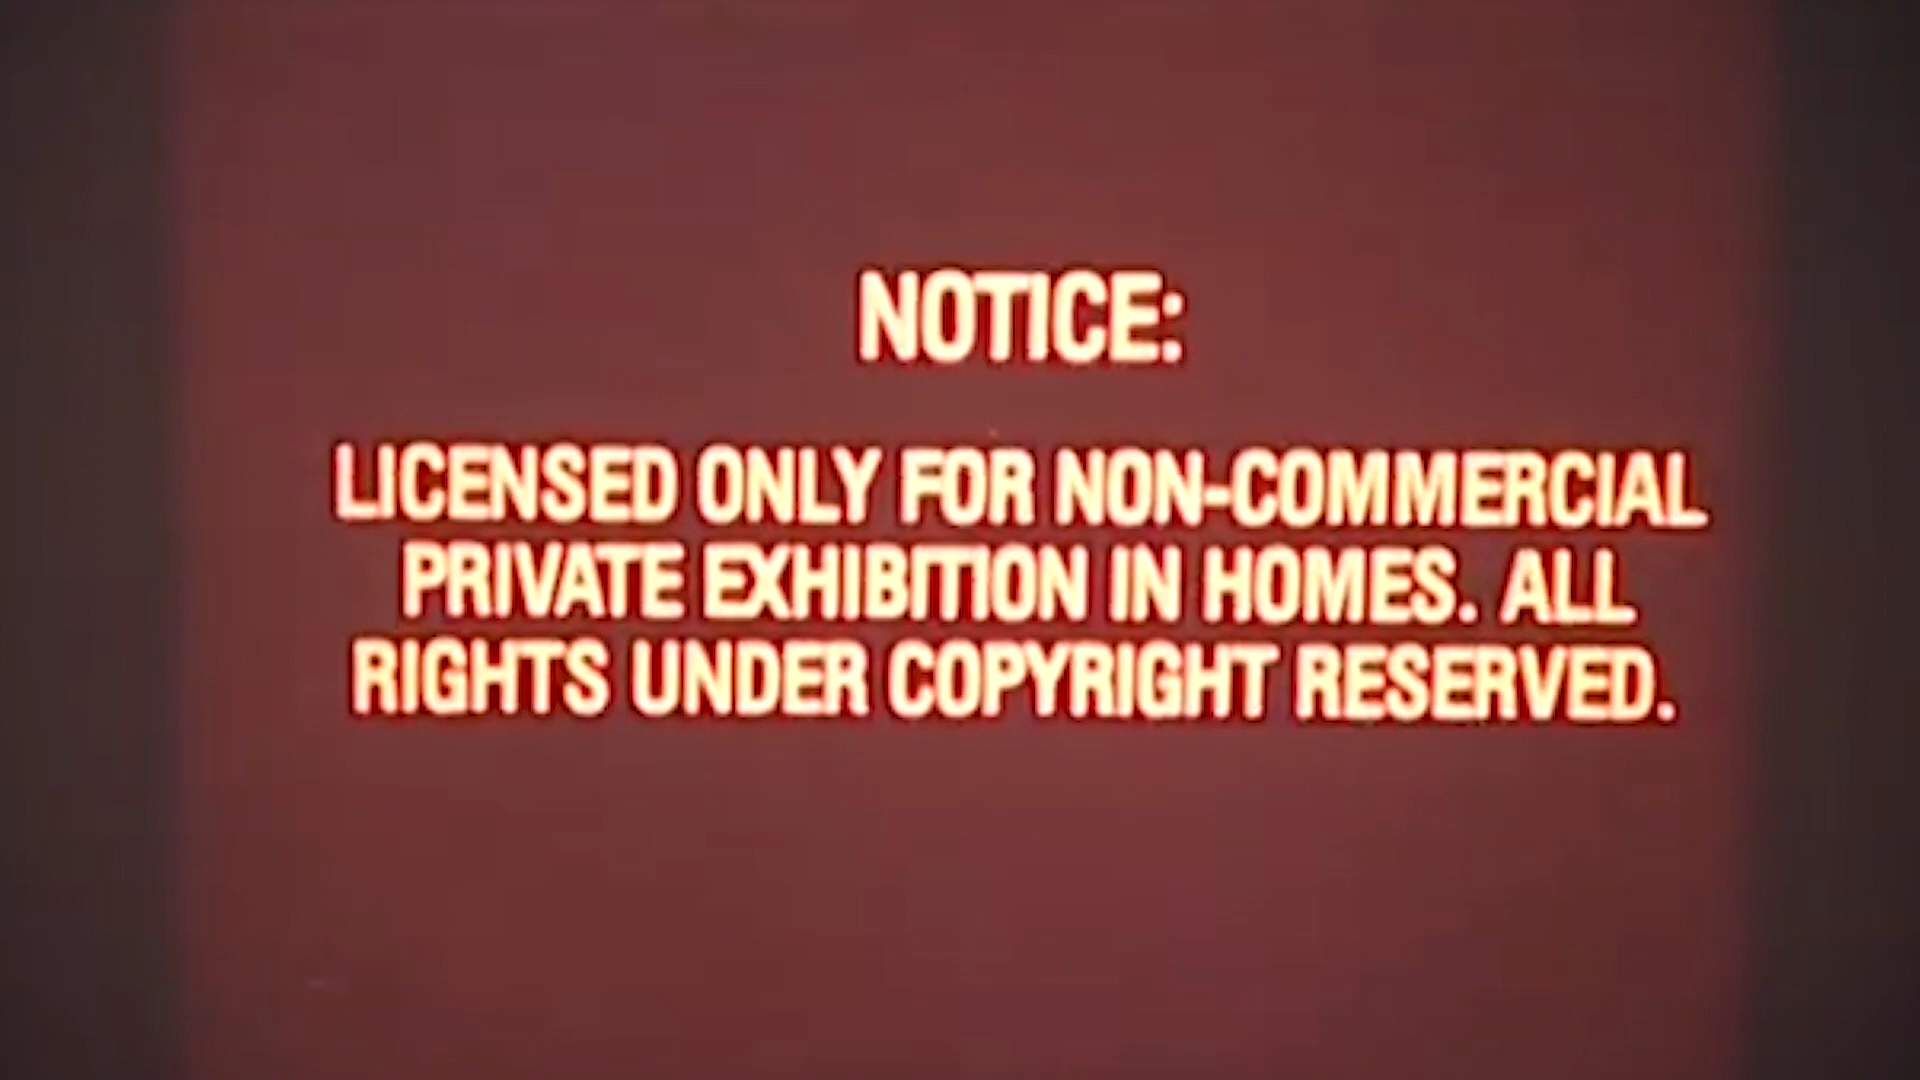 NOTICE:
LICENSED ONLY FOR NON-COMMERCIAL
PRIVATE EXHIBITION IN HOMES. ALL
RIGHTS UNDER COPYRIGHT RESERVED.